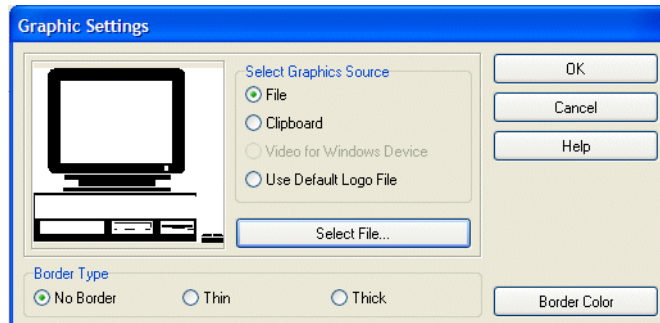 Graphic Settings
Select Graphics Source
File
Clipboard
Video for Windows Device
Use Default Logo File
Select File...
OK
Cancel
Help
Border Type
No Border Thin Thick
Border Color